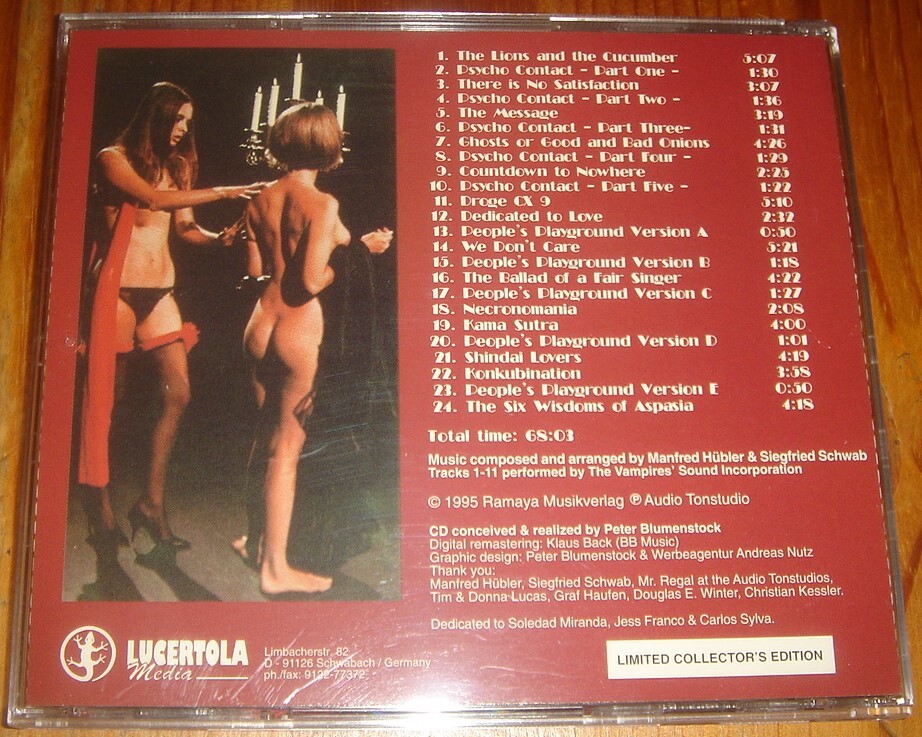 1. The Lions and the Cucumber 5:07
2. Psycho Contact - Part One - 1:30
3. There is No Satisfaction 3:07
4. Psycho Contact - Part Two - 1:36
5. The Message 3:19
6. Psycho Contact - Part Three- 1:31
7. Ghosts or Good and Bad Onions 4:26
8. Psycho Contact - Part Four - 1:29
9. Countdown to Nowhere 2:25
10. Psycho Contact - Part Five - 1:22
11. Droge CX 9 5:10
12. Dedicated to Love 2:32
13. People's Playground Version A 0:50
14. We Don't Care 5:21
15. People's Playground Version B 1:18
16. The Ballad of a Fair Singer 4:22
17. People's Playground Version C 1:27
18. Necronomania 2:08
19. Kama Sutra 4:00
20. People's Playground Version D 1:01
21. Shindai Lovers 4:19
22. Konkubination 3:58
23. People's Playground Version E 0:50
24. The Six Wisdoms of Aspasia 4:18
Total time: 68:03
Music composed and arranged by Manfred Hübler & Siegfried Schwab
Tracks 1-11 performed by The Vampires' Sound Incorporation
© 1995 Ramaya Musikverlag ℗ Audio Tonstudio
CD conceived & realized by Peter Blumenstock
Digital remastering: Klaus Back (BB Music)
Graphic design: Peter Blumenstock & Werbeagentur Andreas Nutz
Thank you:
Manfred Hübler, Siegfried Schwab, Mr. Regal at the Audio Tonstudios,
Tim & Donna-Lucas, Graf Haufen, Douglas E. Winter, Christian Kessler.
Dedicated to Soledad Miranda, Jess Franco & Carlos Sylva.
LUCERTOLA
Media
Limbacherstr. 82
D - 91126 Schwabach / Germany
ph./fax: 9122-77372
LIMITED COLLECTOR'S EDITION